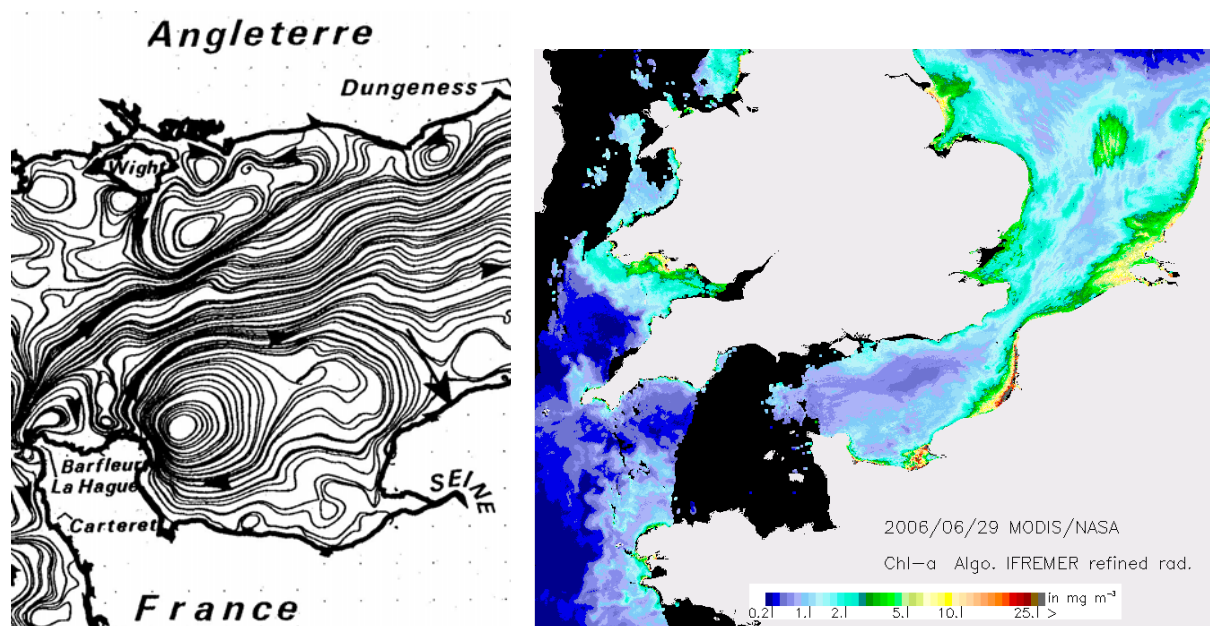 Angleterre
Dungeness
Wight
Barfleur
La Hague
Carteret
SEINE
France
2006/06/29 MODIS/NASA
Chl-a Algo. IFREMER refined rad.
0.2 1. 2. 5. 10. 25. > in mg m⁻³